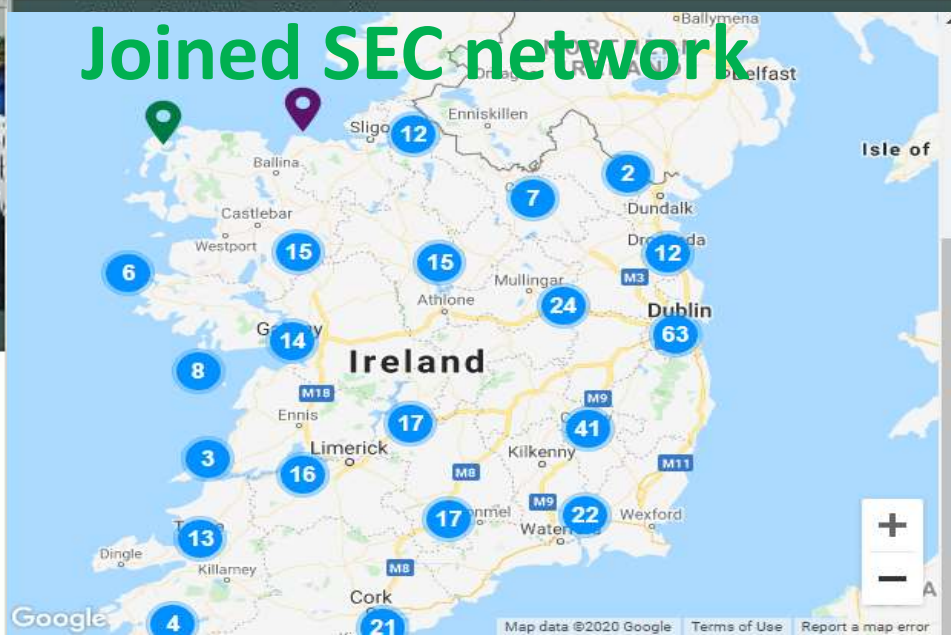 Joined SEC network
Ballymena
Belfast
Enniskillen
Sligo
12
Isle of
Ballina
2
7
Dundalk
Castlebar
Westport
15
15
12
6
Mullingar
M3
Athlone
24
Dublin
63
14
Ireland
8
M18
M9
Ennis
17
41
Limerick
Kilkenny
3
16
M8
M11
M9
17
22
Wexford
13
Dingle
Killarney
M8
Cork
4
21
+
−
Google
Map data ©2020 Google Terms of Use Report a map error